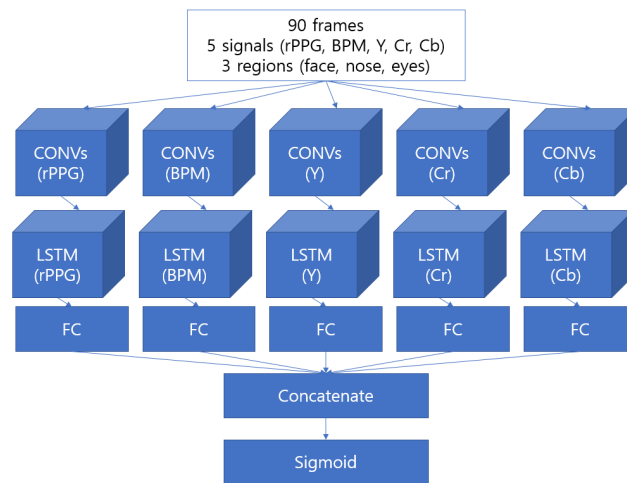 90 frames
5 signals (rPPG, BPM, Y, Cr, Cb)
3 regions (face, nose, eyes)
CONVs
(rPPG)
CONVs
(BPM)
CONVs
(Y)
CONVs
(Cr)
CONVs
(Cb)
LSTM
(rPPG)
LSTM
(BPM)
LSTM
(Y)
LSTM
(Cr)
LSTM
(Cb)
FC
FC
FC
FC
FC
Concatenate
Sigmoid